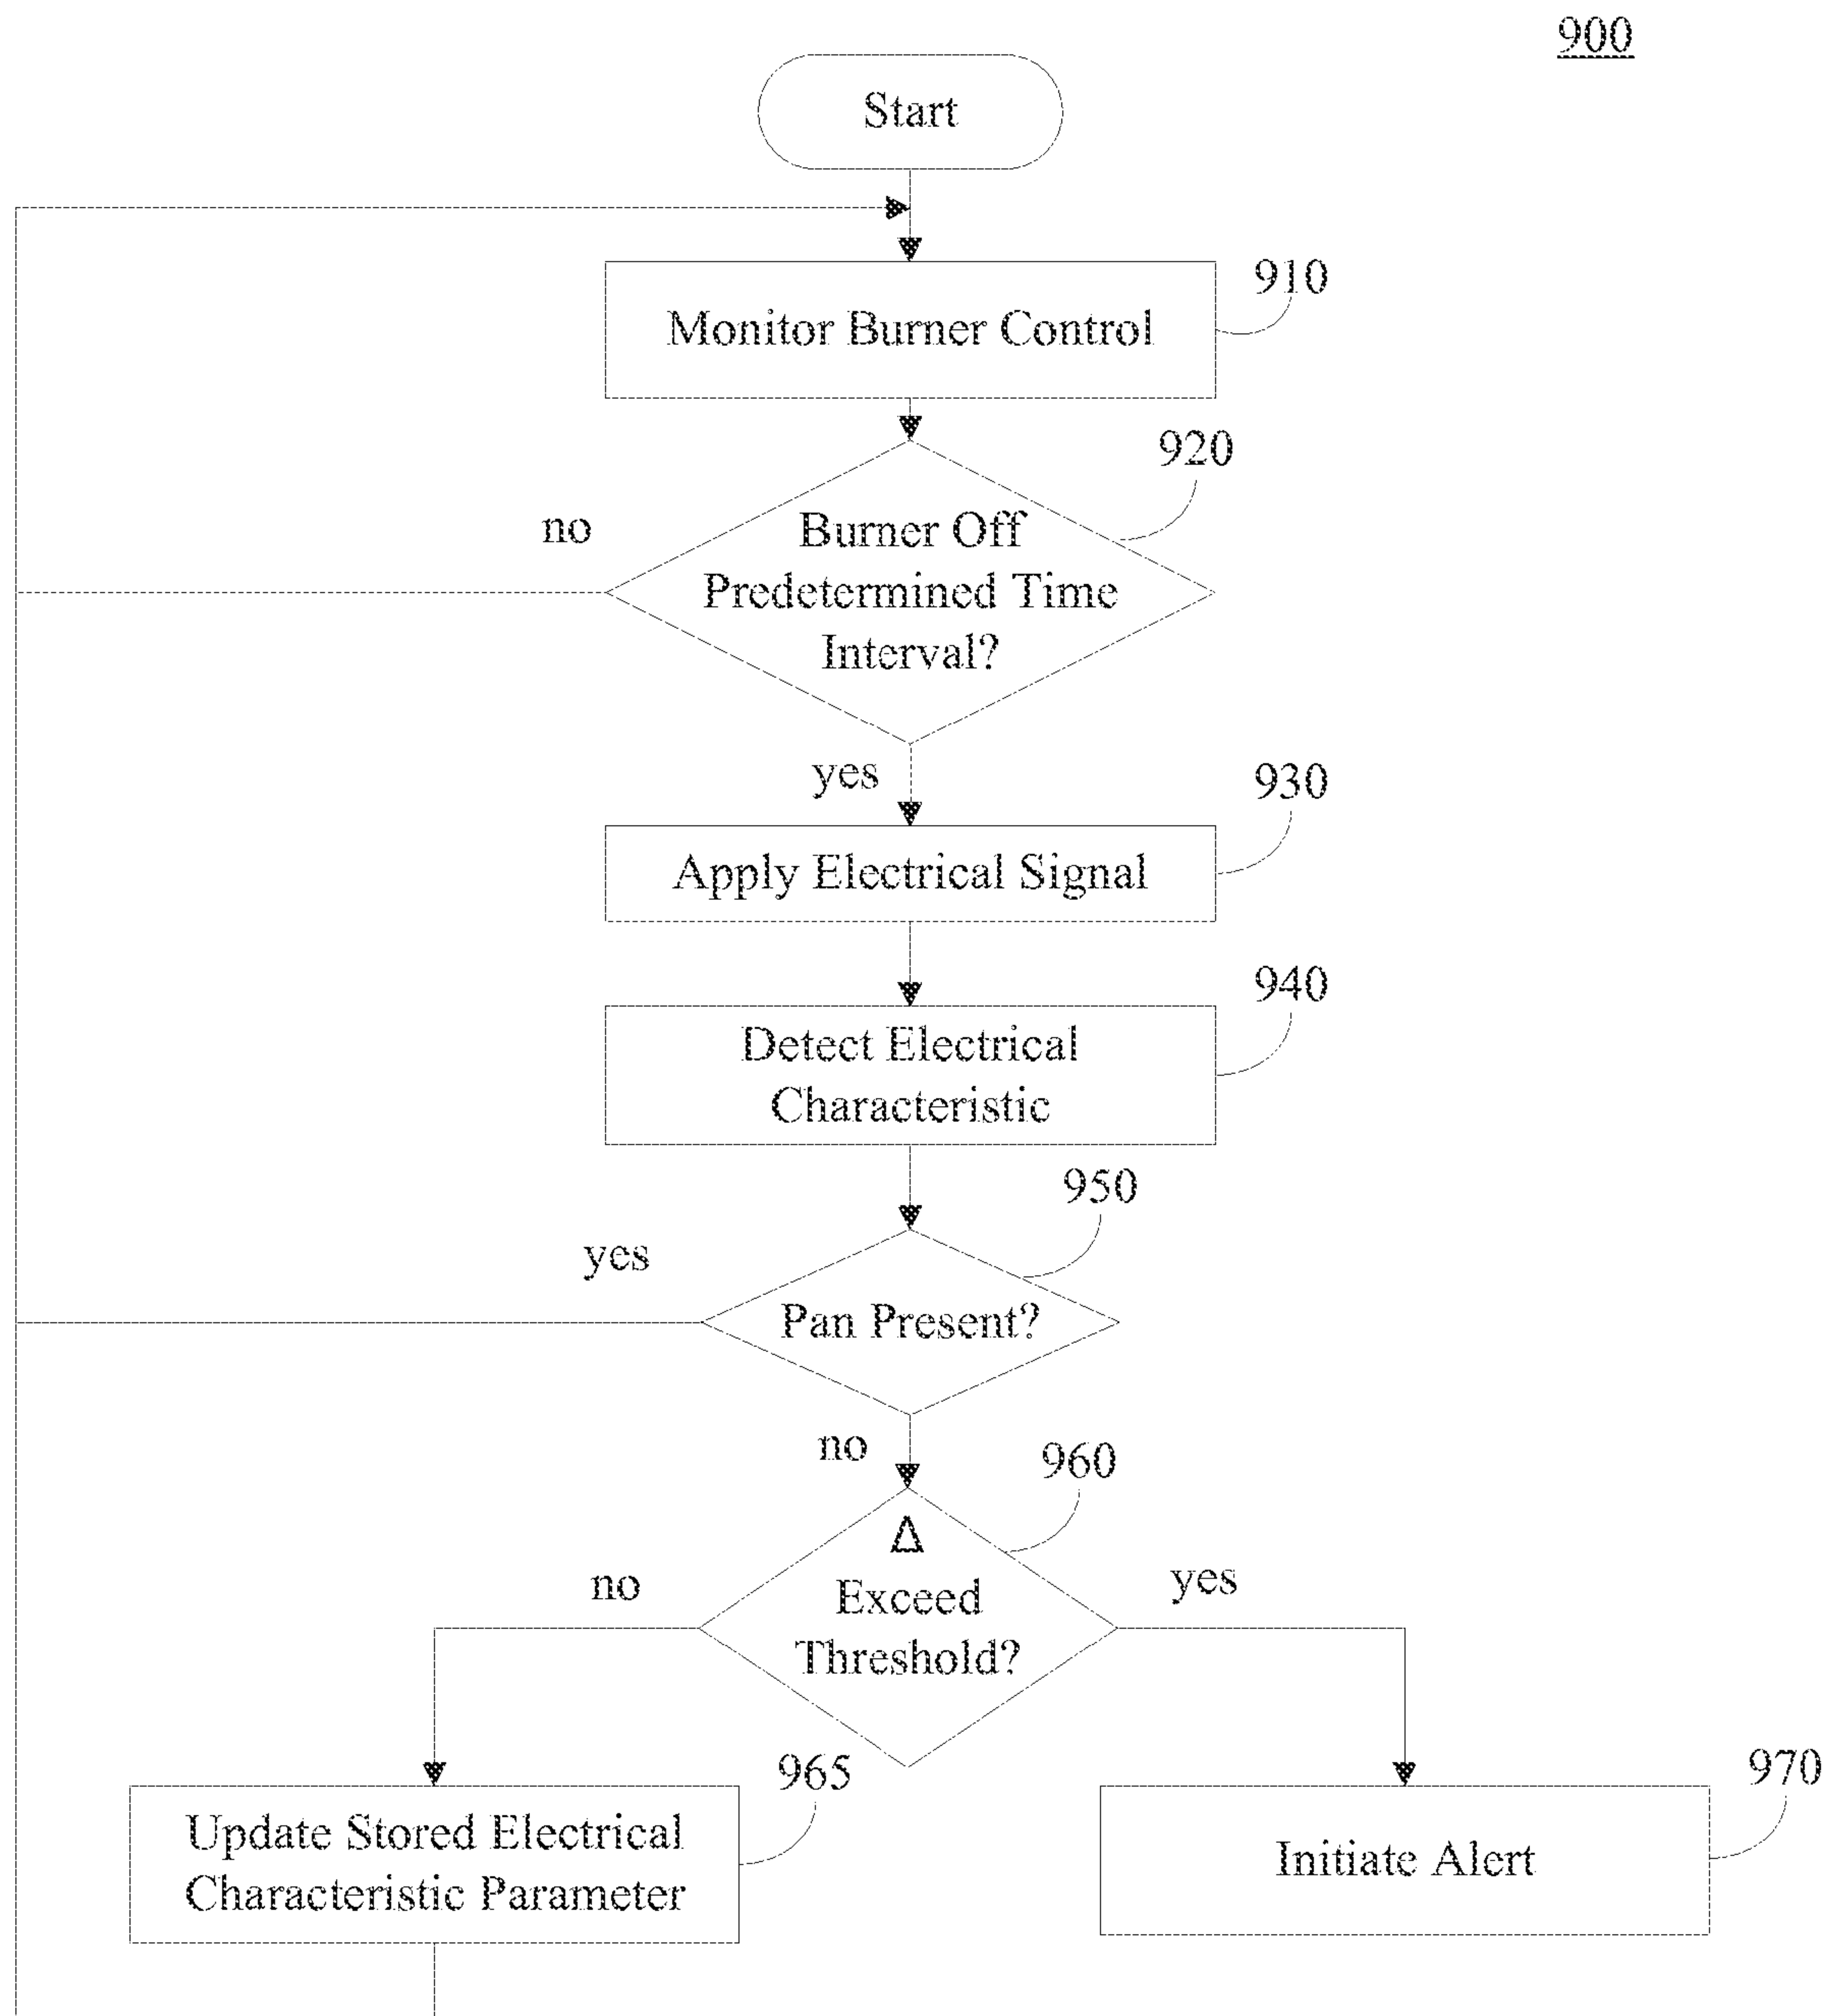 900
Start
Monitor Burner Control
910
920
no
Burner Off
Predetermined Time
Interval?
yes
930
Apply Electrical Signal
940
Detect Electrical
Characteristic
950
yes
Pan Present?
no
960
Δ
no
yes
Exceed
Threshold?
965
970
Update Stored Electrical
Characteristic Parameter
Initiate Alert